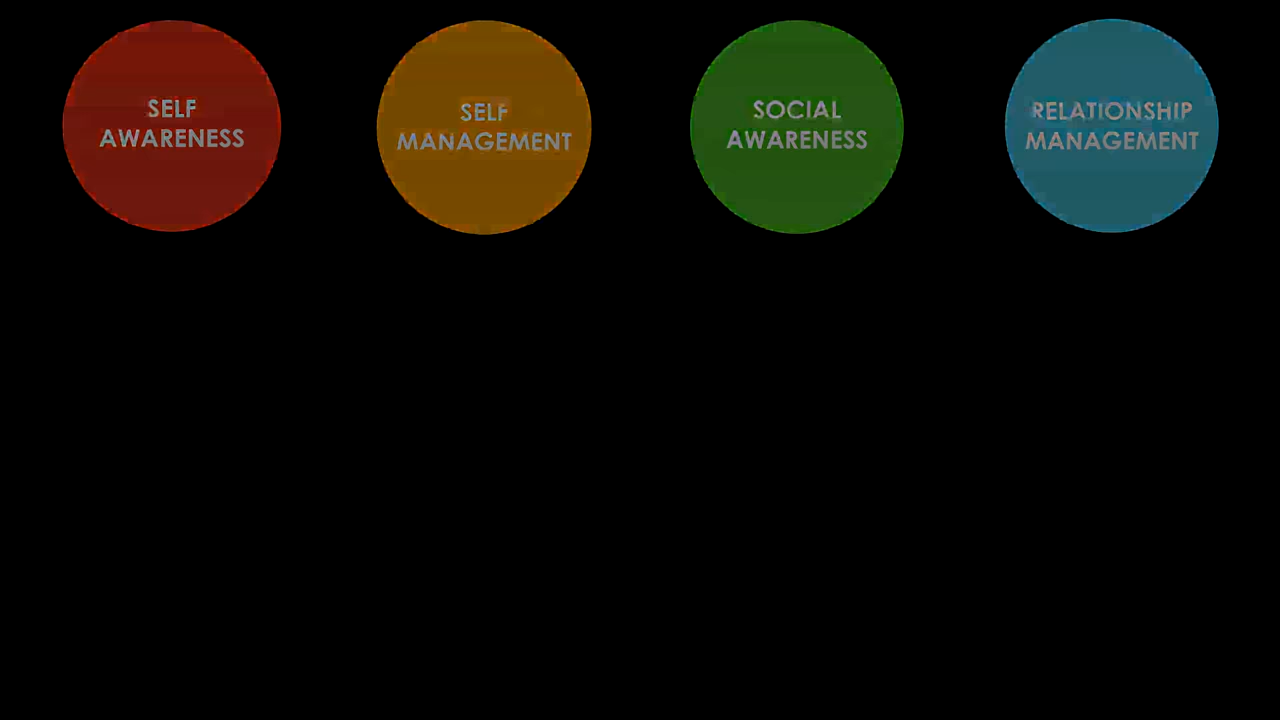 SELF
AWARENESS
SELF
MANAGEMENT
SOCIAL
AWARENESS
RELATIONSHIP
MANAGEMENT